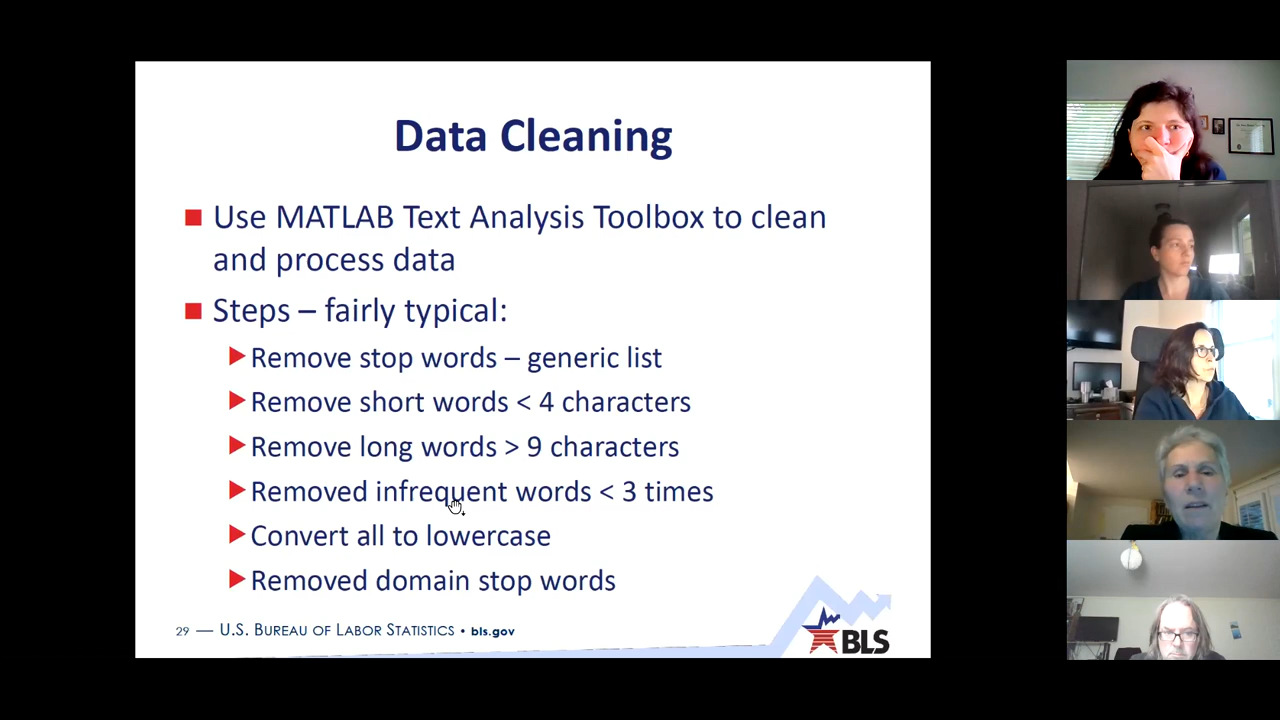 Data Cleaning
Use MATLAB Text Analysis Toolbox to clean
and process data
Steps – fairly typical:
Remove stop words – generic list
Remove short words < 4 characters
Remove long words > 9 characters
Removed infrequent words < 3 times
Convert all to lowercase
Removed domain stop words
29 — U.S. BUREAU OF LABOR STATISTICS • bls.gov
BLS